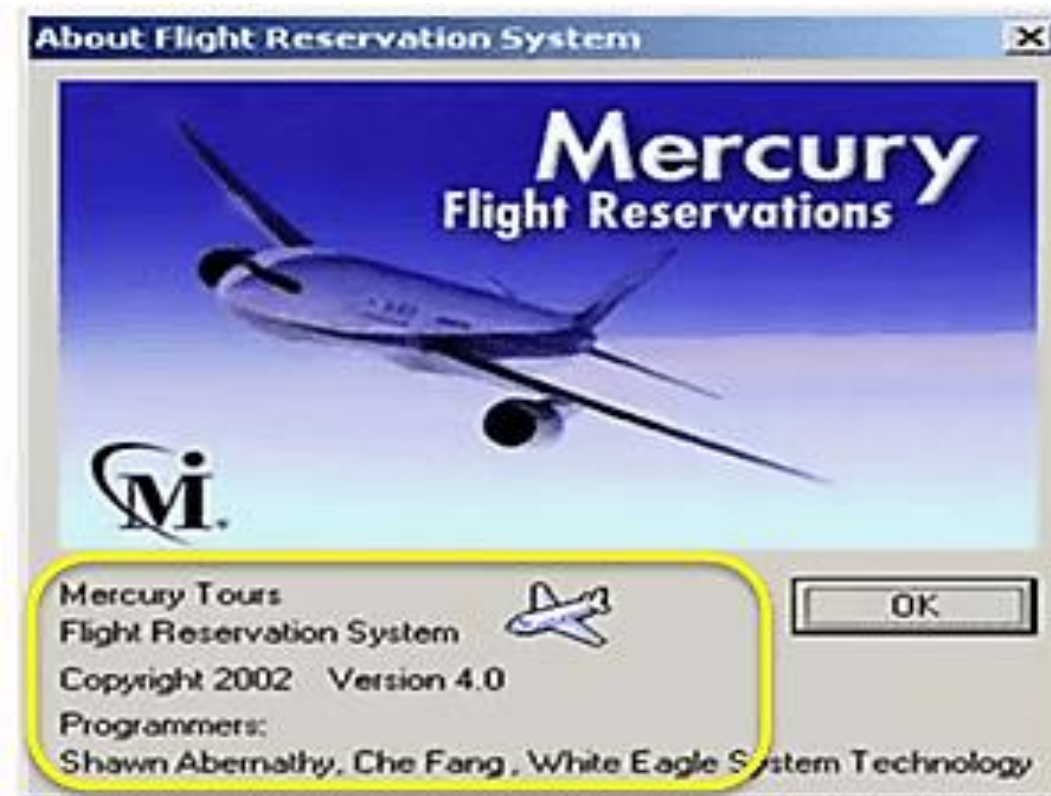 About Flight Reservation System
Mercury
Flight Reservations
Mi
Mercury Tours
Flight Reservation System
OK
Copyright 2002 Version 4.0
Programmers:
Shawn Abernathy, Che Fang , White Eagle System Technology